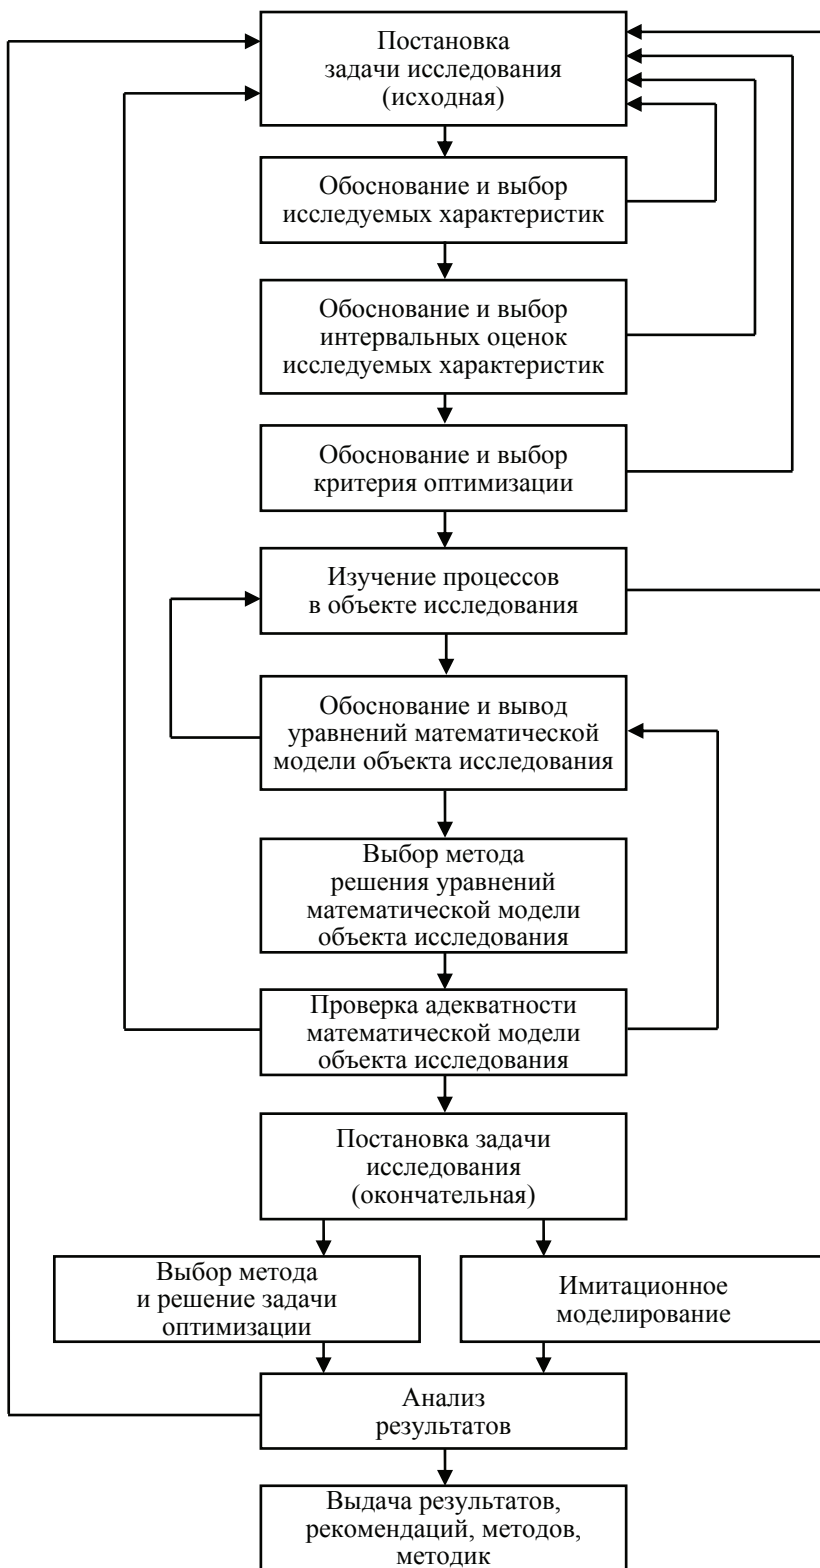 Постановка
задачи исследования
(исходная)
Обоснование и выбор
исследуемых характеристик
Обоснование и выбор
интервальных оценок
исследуемых характеристик
Обоснование и выбор
критерия оптимизации
Изучение процессов
в объекте исследования
Обоснование и вывод
уравнений математической
модели объекта исследования
Выбор метода
решения уравнений
математической модели
объекта исследования
Проверка адекватности
математической модели
объекта исследования
Постановка задачи
исследования
(окончательная)
Выбор метода
и решение задачи
оптимизации
Имитационное
моделирование
Анализ
результатов
Выдача результатов,
рекомендаций, методов,
методик